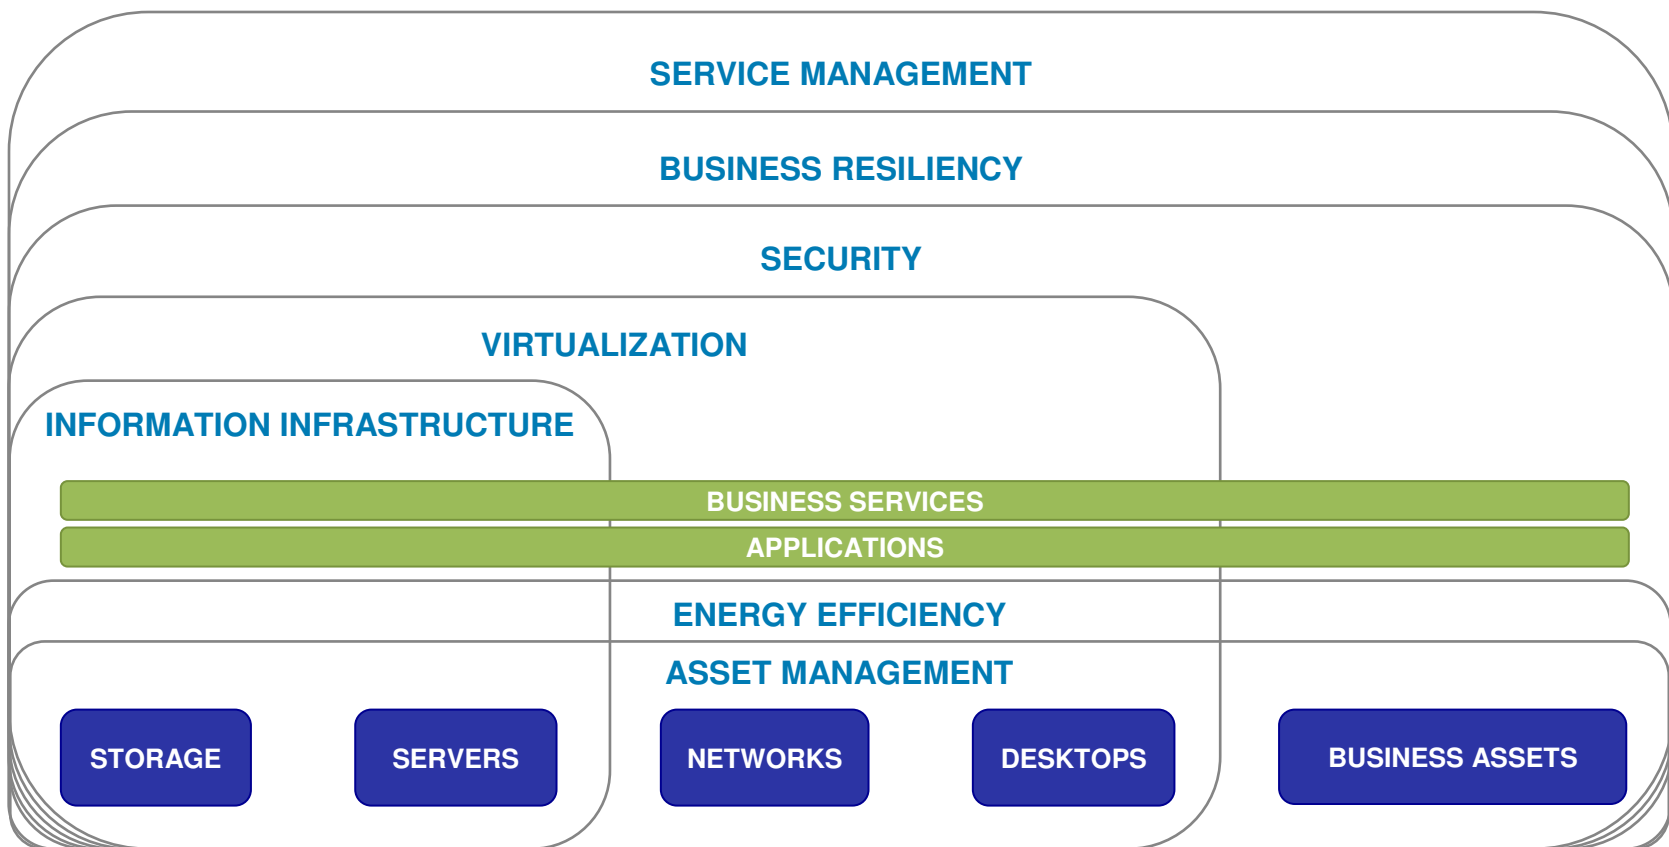 SERVICE MANAGEMENT
BUSINESS RESILIENCY
SECURITY
VIRTUALIZATION
INFORMATION INFRASTRUCTURE
BUSINESS SERVICES
APPLICATIONS
ENERGY EFFICIENCY
ASSET MANAGEMENT
STORAGE
SERVERS
NETWORKS
DESKTOPS
BUSINESS ASSETS